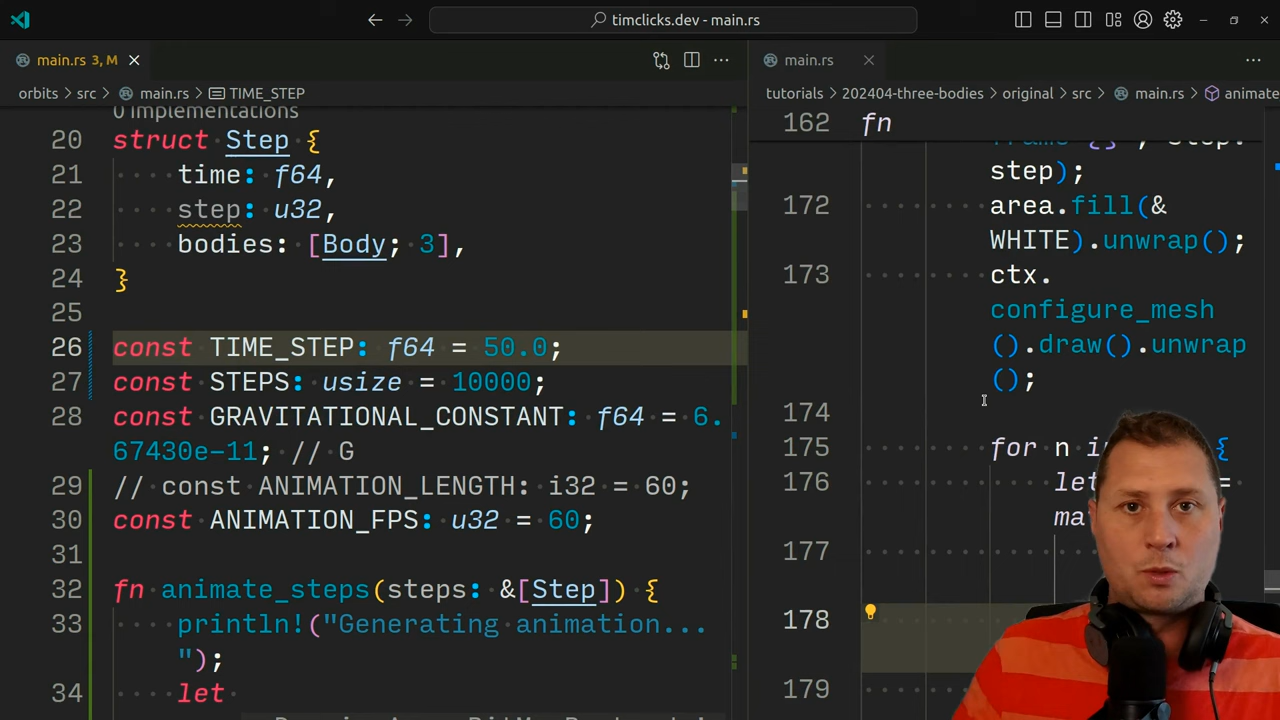 timclicks.dev - main.rs
main.rs 3, M
main.rs
orbits > src > main.rs > TIME_STEP
tutorials > 202404-three-bodies > original > src > main.rs > animate
0 implementations
20 struct Step {
21 time: f64,
22 step: u32,
23 bodies: [Body; 3],
24 }
25
26 const TIME_STEP: f64 = 50.0;
27 const STEPS: usize = 10000;
28 const GRAVITATIONAL_CONSTANT: f64 = 6.
67430e-11; // G
29 // const ANIMATION_LENGTH: i32 = 60;
30 const ANIMATION_FPS: u32 = 60;
31
32 fn animate_steps(steps: &[Step]) {
33 println!("Generating animation...
");
34 let
162 fn
frame {}", step.
step);
172 area.fill(&
WHITE).unwrap();
173 ctx.
configure_mesh
().draw().unwrap
();
174
175 for n i {
176 let =
ma
177
178
179